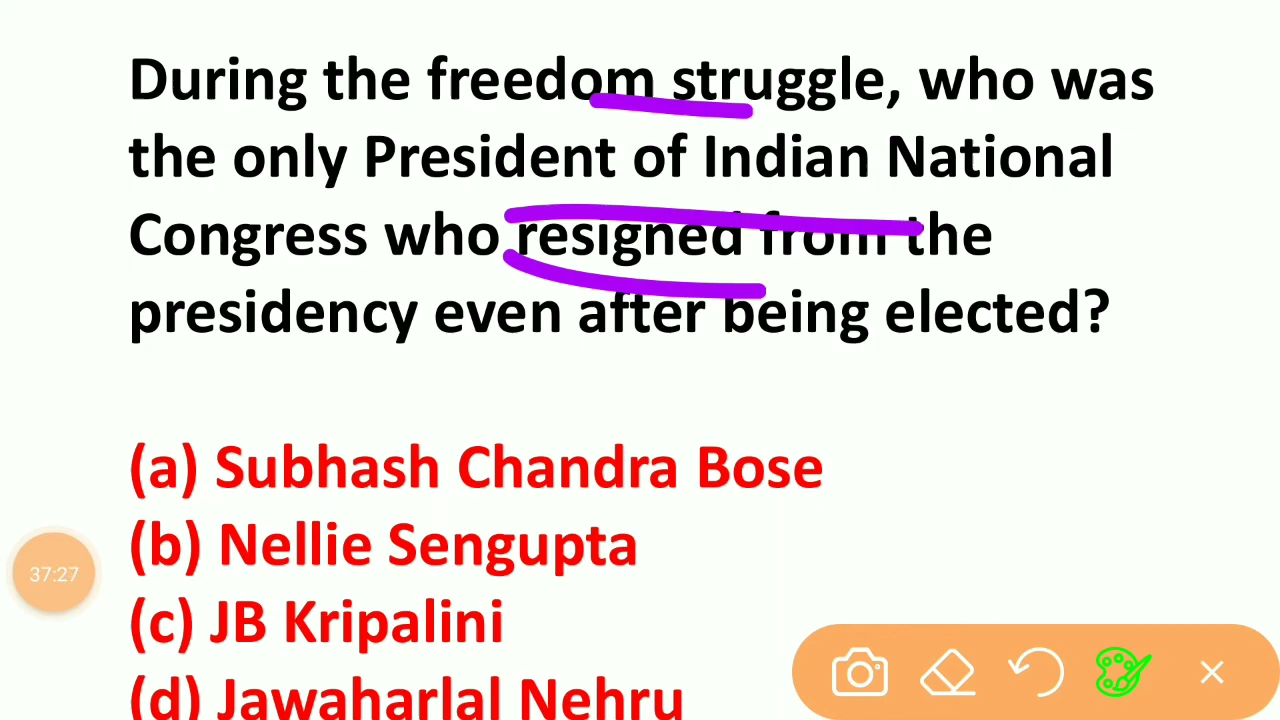 During the freedom struggle, who was
the only President of Indian National
Congress who resigned from the
presidency even after being elected?
(a) Subhash Chandra Bose
(b) Nellie Sengupta
37:27
(c) JB Kripalini
(d) Jawaharlal Nehru